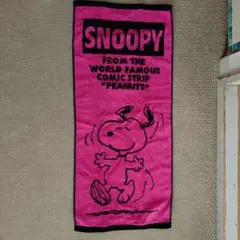 SNOOPY
FROM THE
WORLD FAMOUS
COMIC STRIP
"PEANUTS"